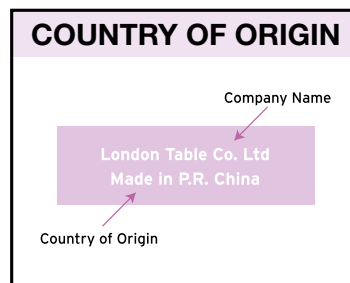 COUNTRY OF ORIGIN
Company Name
London Table Co. Ltd
Made in P.R. China
Country of Origin